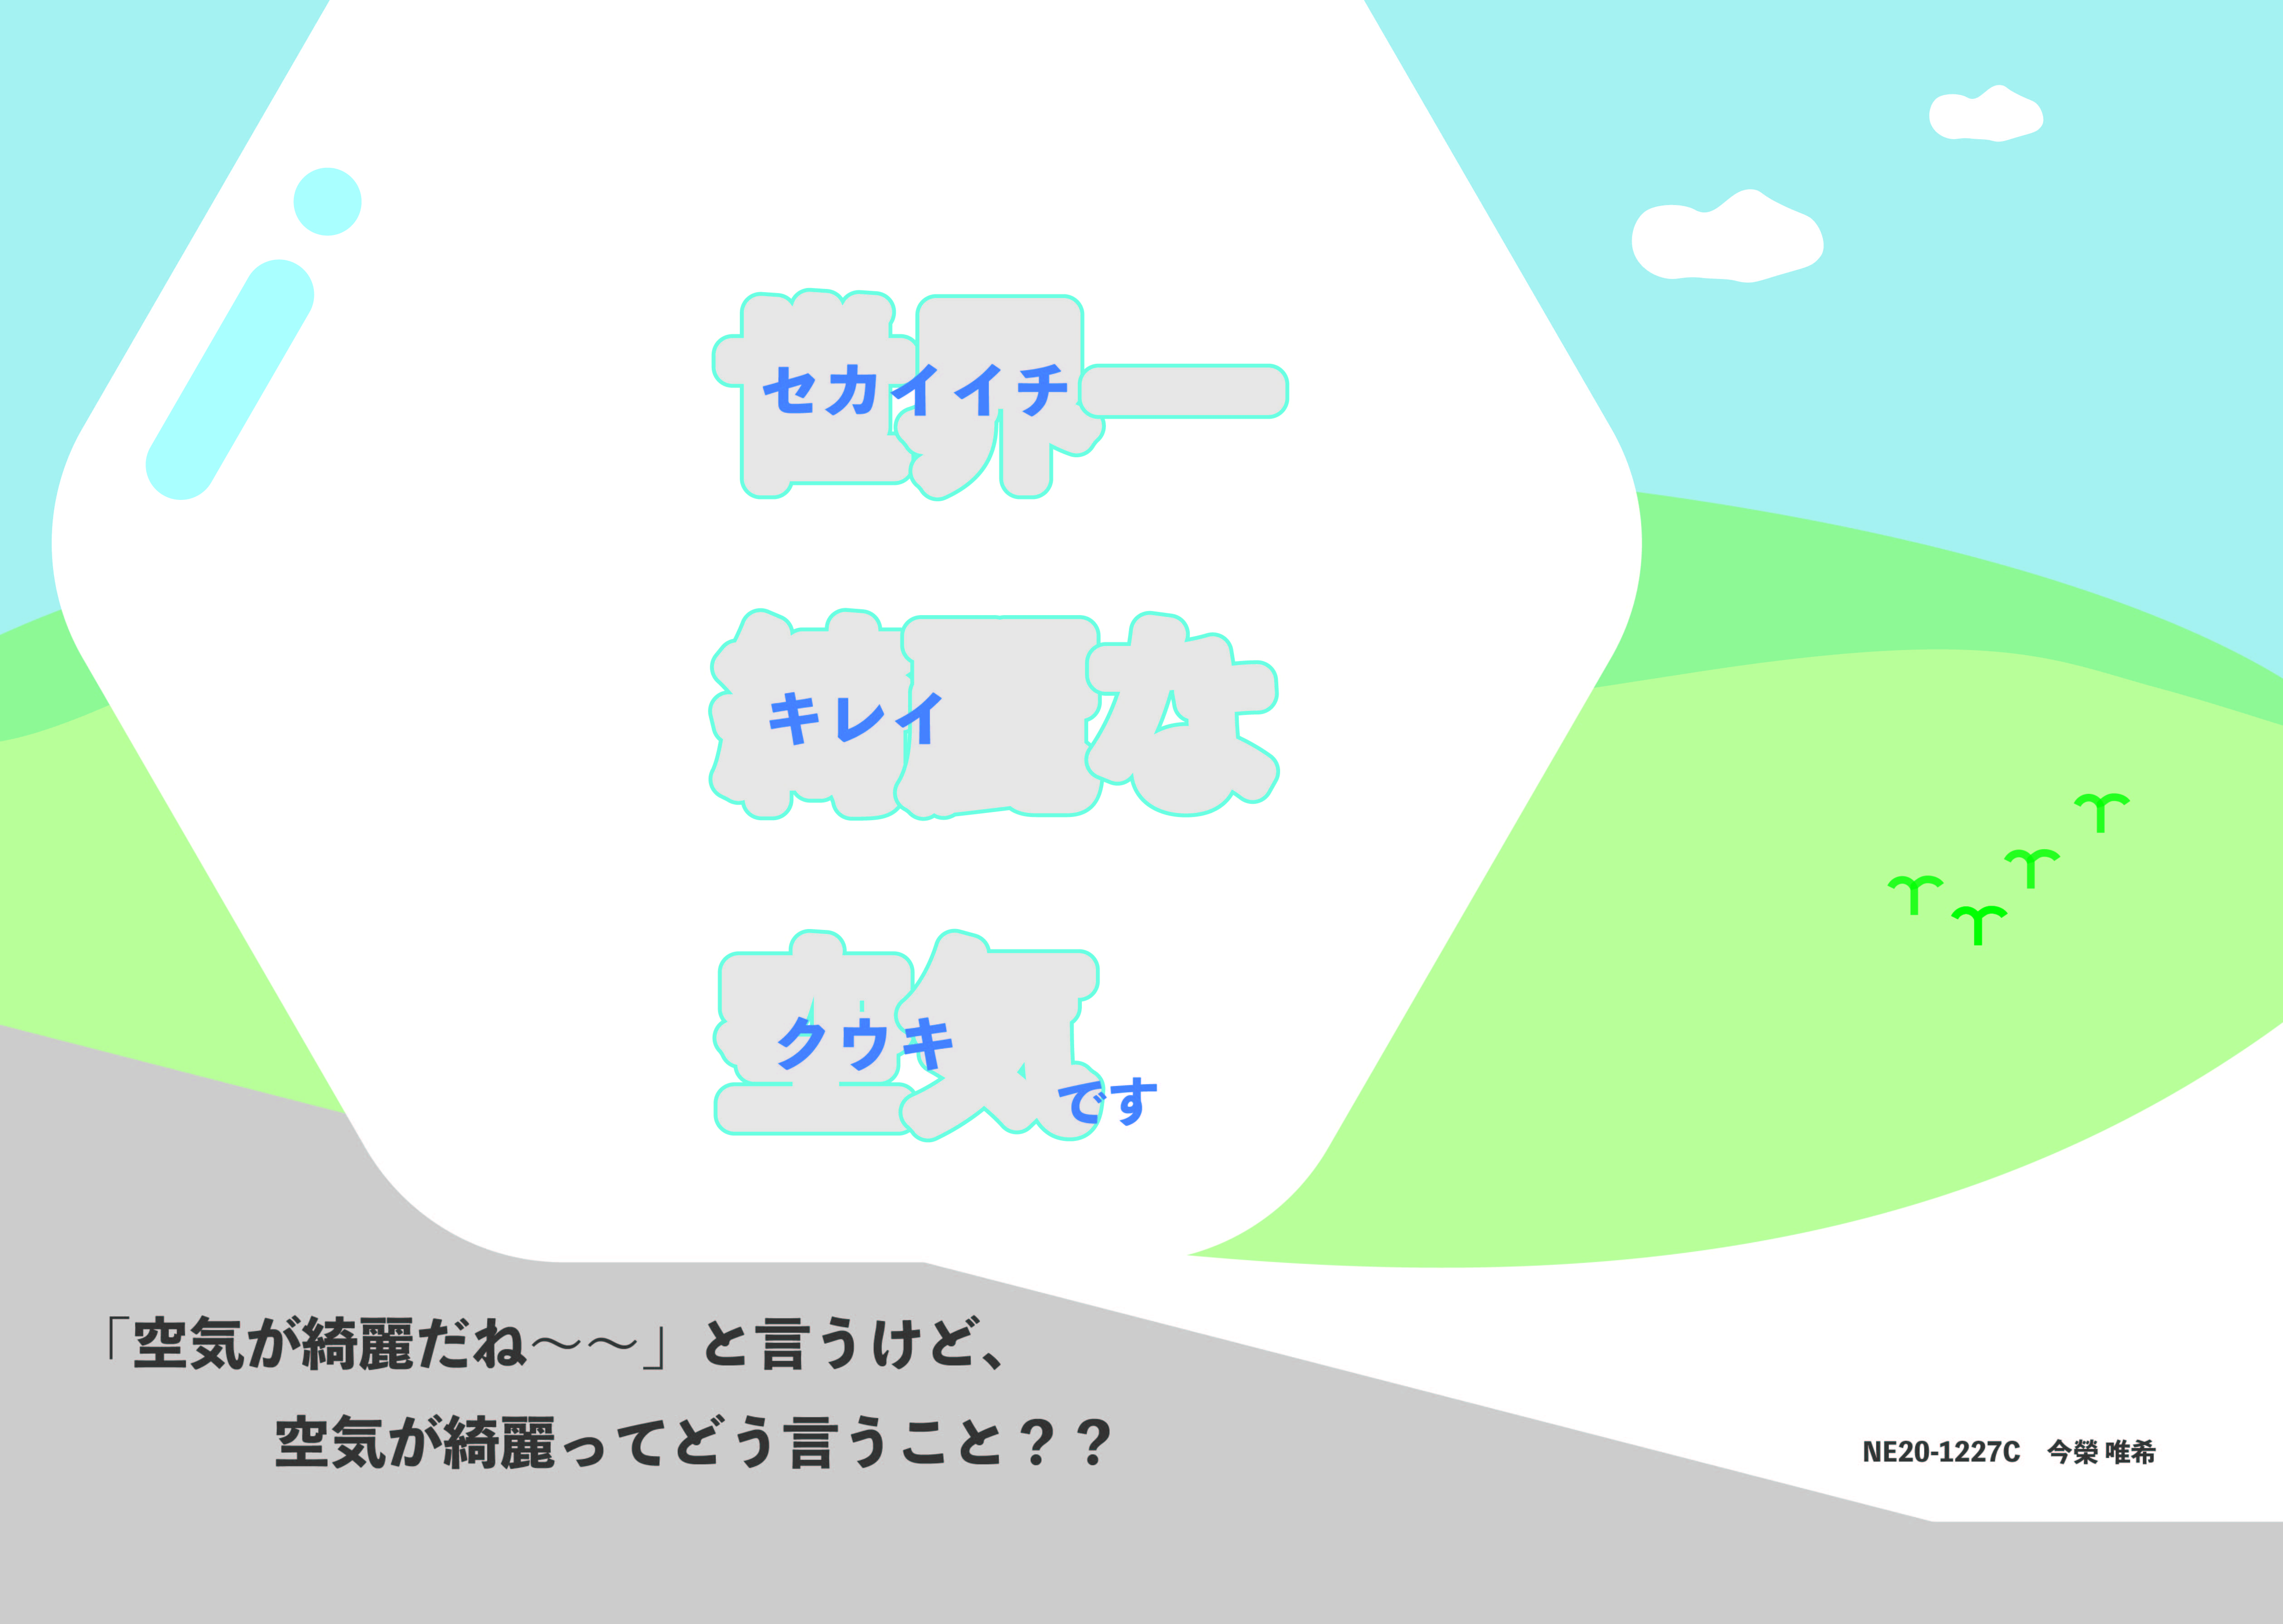 世界一
セカイイチ
綺麗な
キレイ
空気
クウキ
です
「空気が綺麗だね〜〜」と言うけど、
空気が綺麗ってどう言うこと？？
NE20-1227C 今榮 唯希